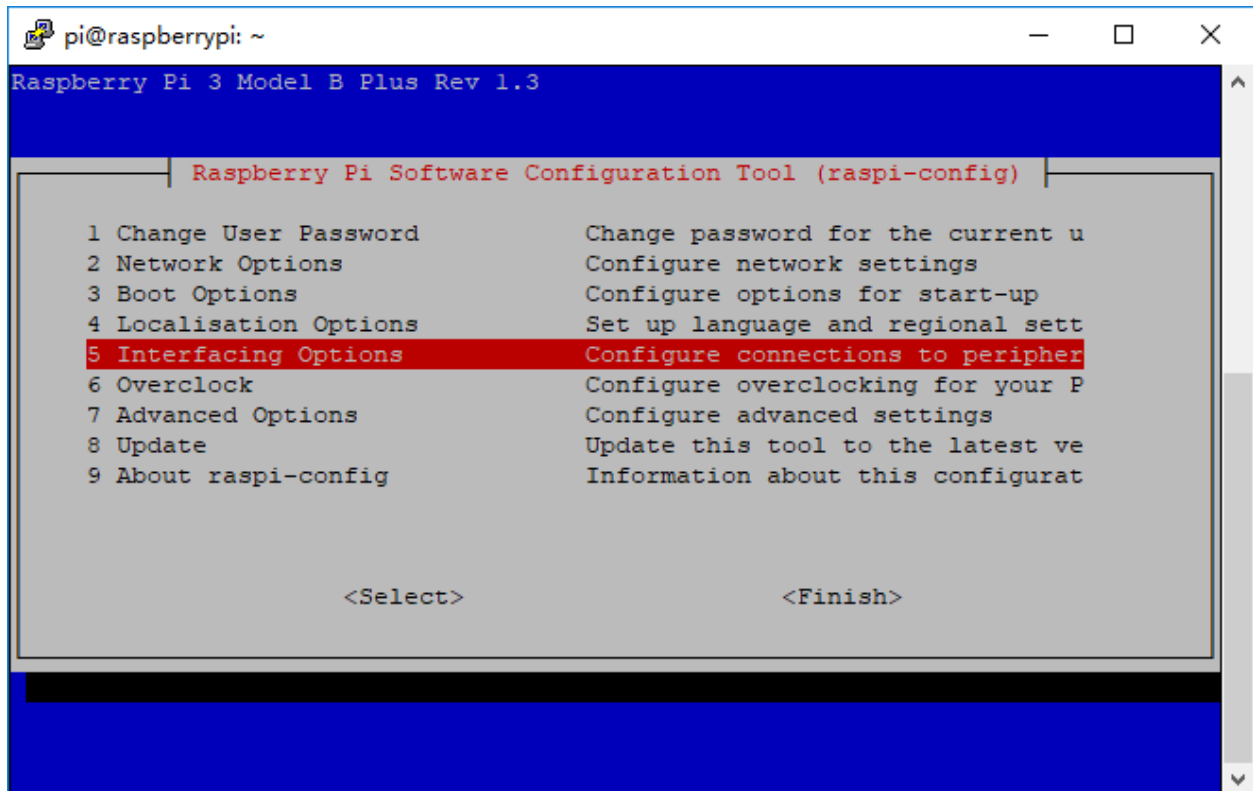 pi@raspberrypi: ~
Raspberry Pi 3 Model B Plus Rev 1.3
Raspberry Pi Software Configuration Tool (raspi-config)
1 Change User Password Change password for the current u
2 Network Options Configure network settings
3 Boot Options Configure options for start-up
4 Localisation Options Set up language and regional sett
5 Interfacing Options Configure connections to peripher
6 Overclock Configure overclocking for your P
7 Advanced Options Configure advanced settings
8 Update Update this tool to the latest ve
9 About raspi-config Information about this configurat
<Select> <Finish>